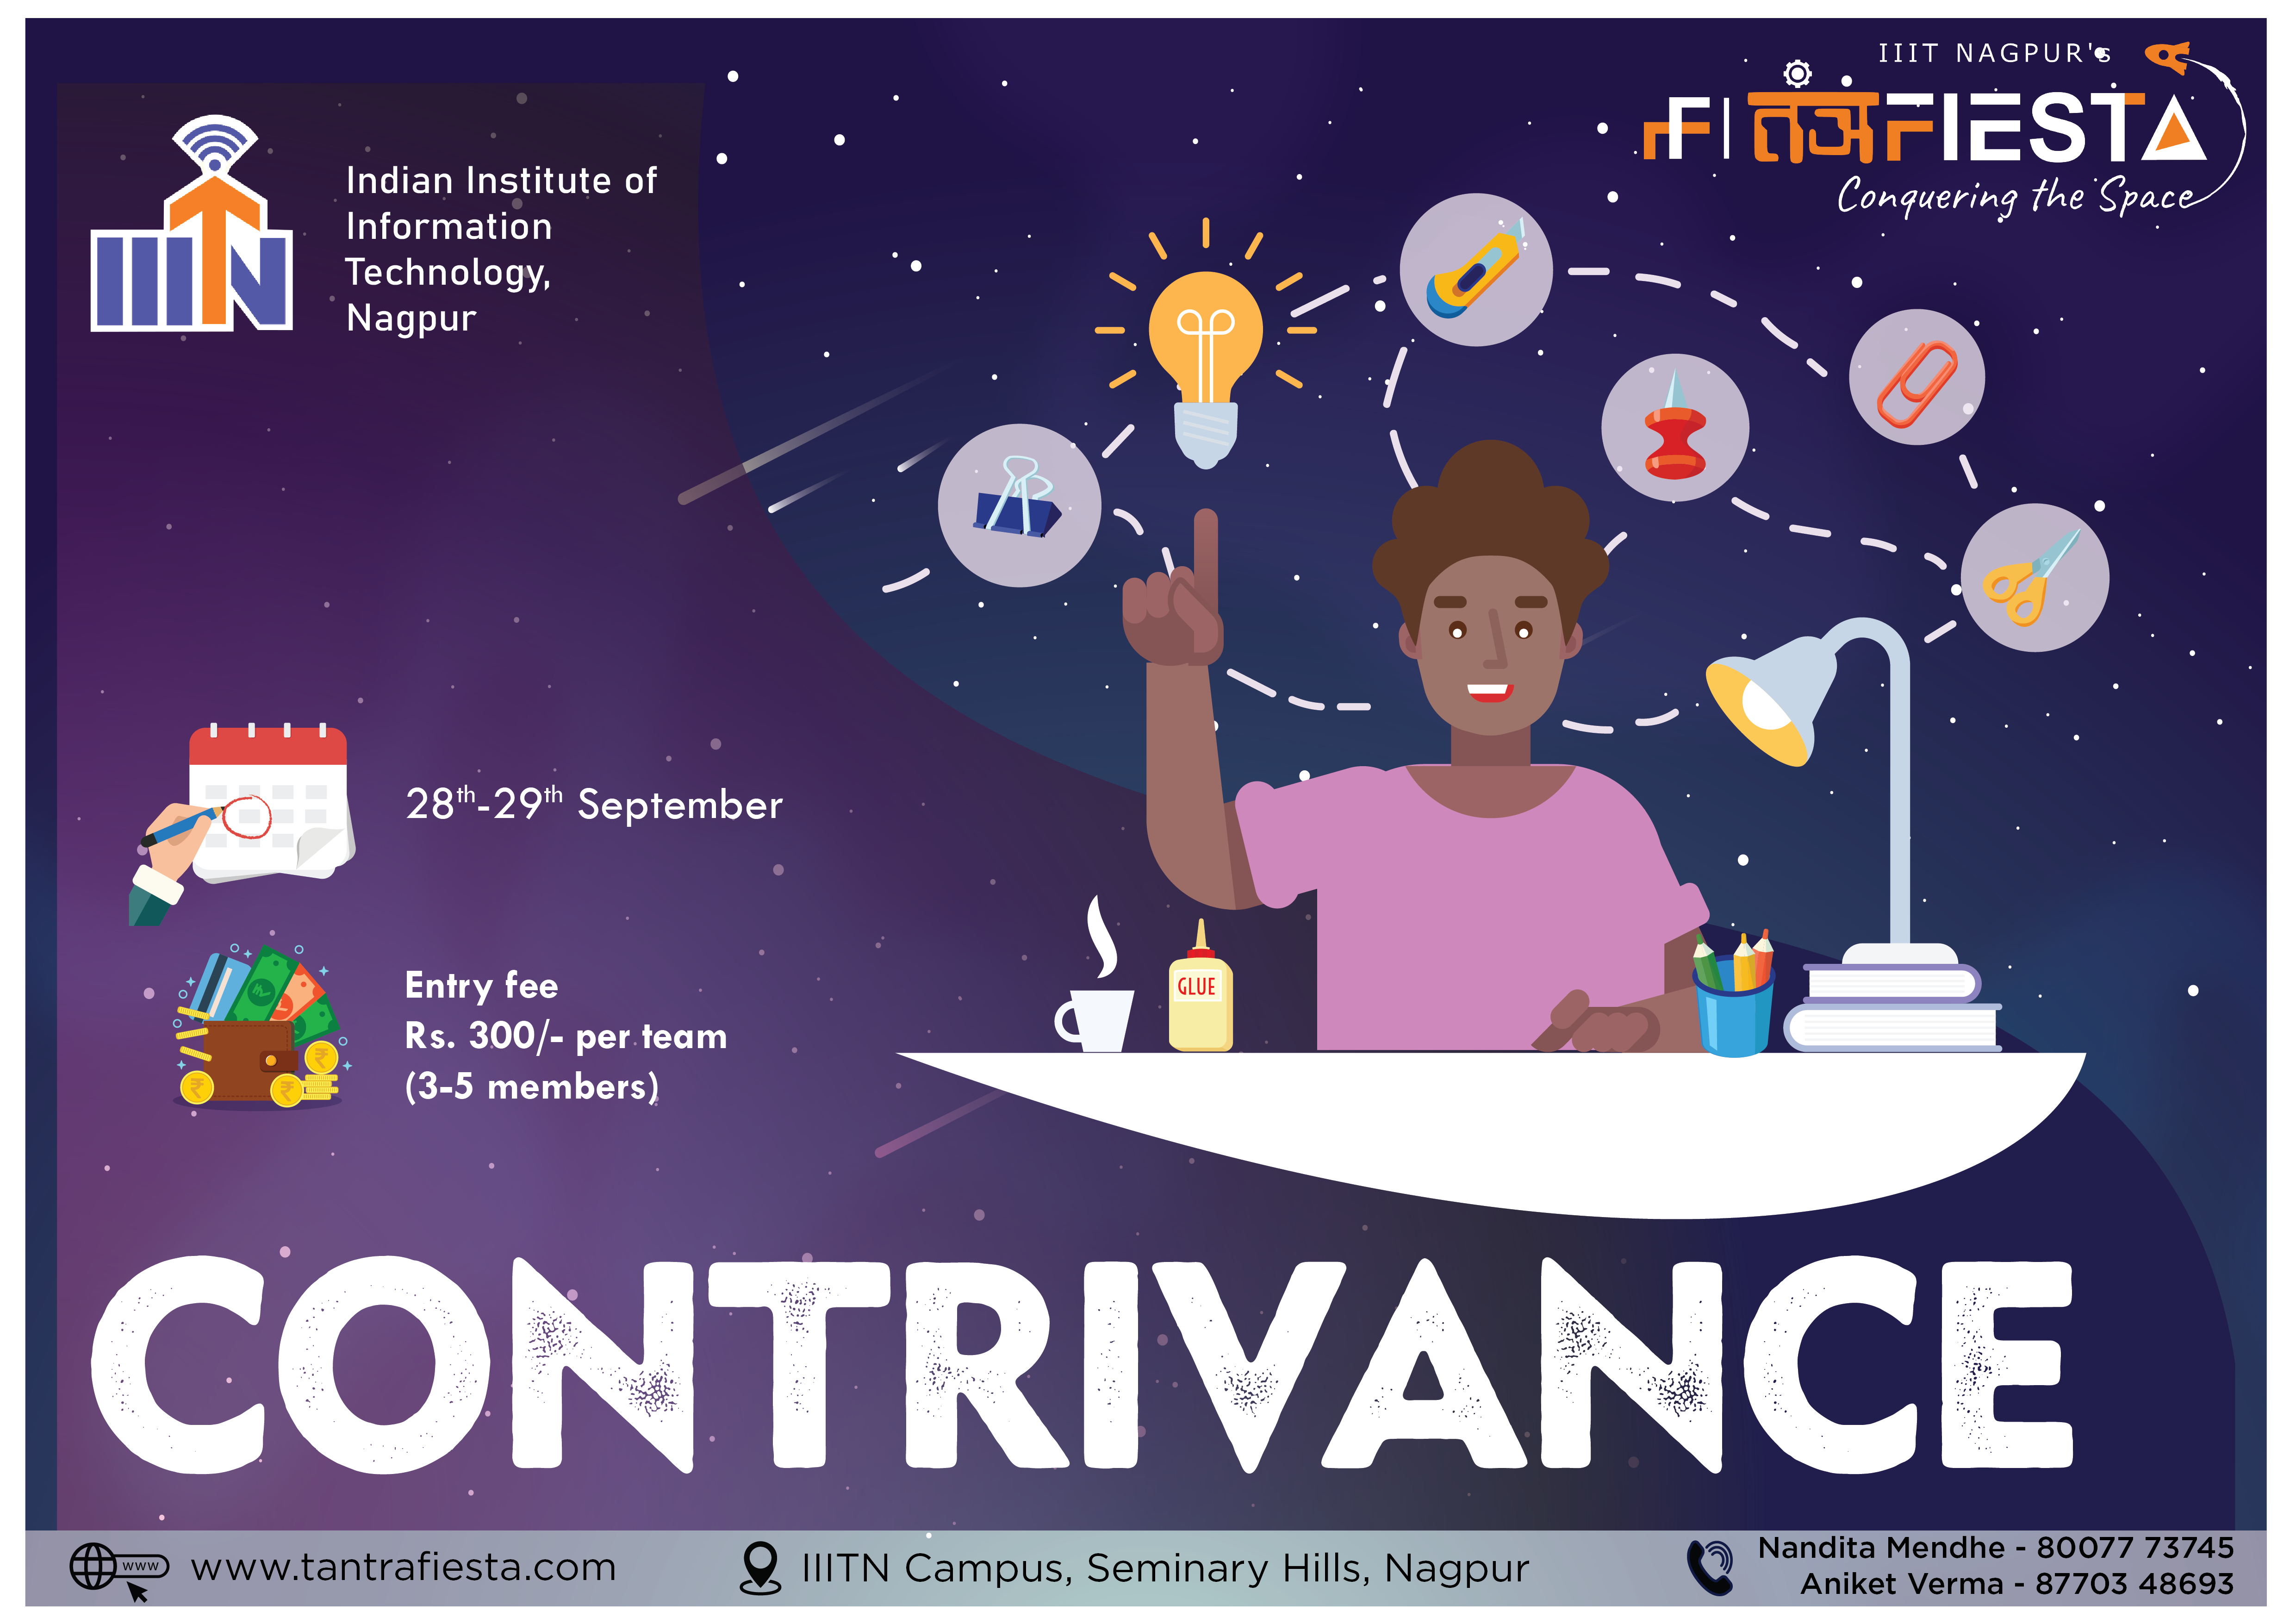 IIIT NAGPUR's
तंत्रFIESTA
Conquering the Space
IIITN
Indian Institute of
Information
Technology,
Nagpur
28th-29th September
Entry fee
Rs. 300/- per team
(3-5 members)
GLUE
CONTRIVANCE
www
www.tantrafiesta.com
IIITN Campus, Seminary Hills, Nagpur
Nandita Mendhe - 80077 73745
Aniket Verma - 87703 48693